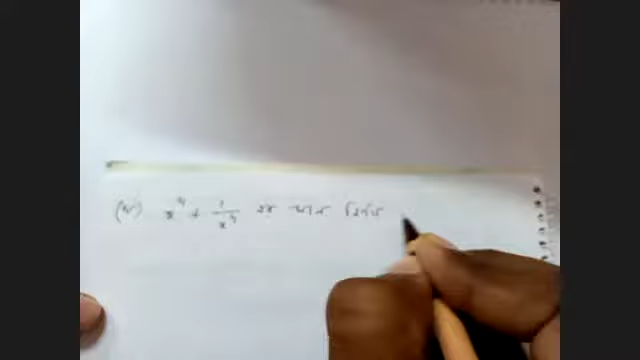 (খ) x⁴ + 1/x⁴ এর মান নির্ণয়